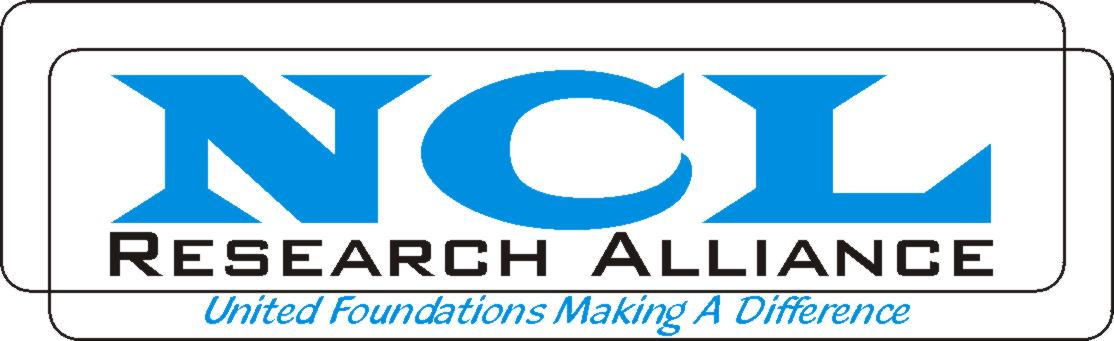 NCL
RESEARCH ALLIANCE
United Foundations Making A Difference